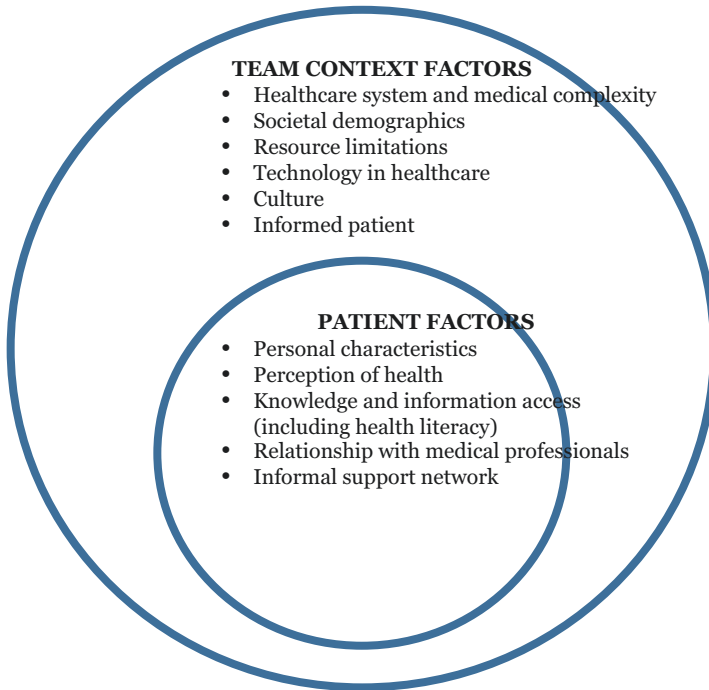 TEAM CONTEXT FACTORS
• Healthcare system and medical complexity
• Societal demographics
• Resource limitations
• Technology in healthcare
• Culture
• Informed patient
PATIENT FACTORS
• Personal characteristics
• Perception of health
• Knowledge and information access
(including health literacy)
• Relationship with medical professionals
• Informal support network